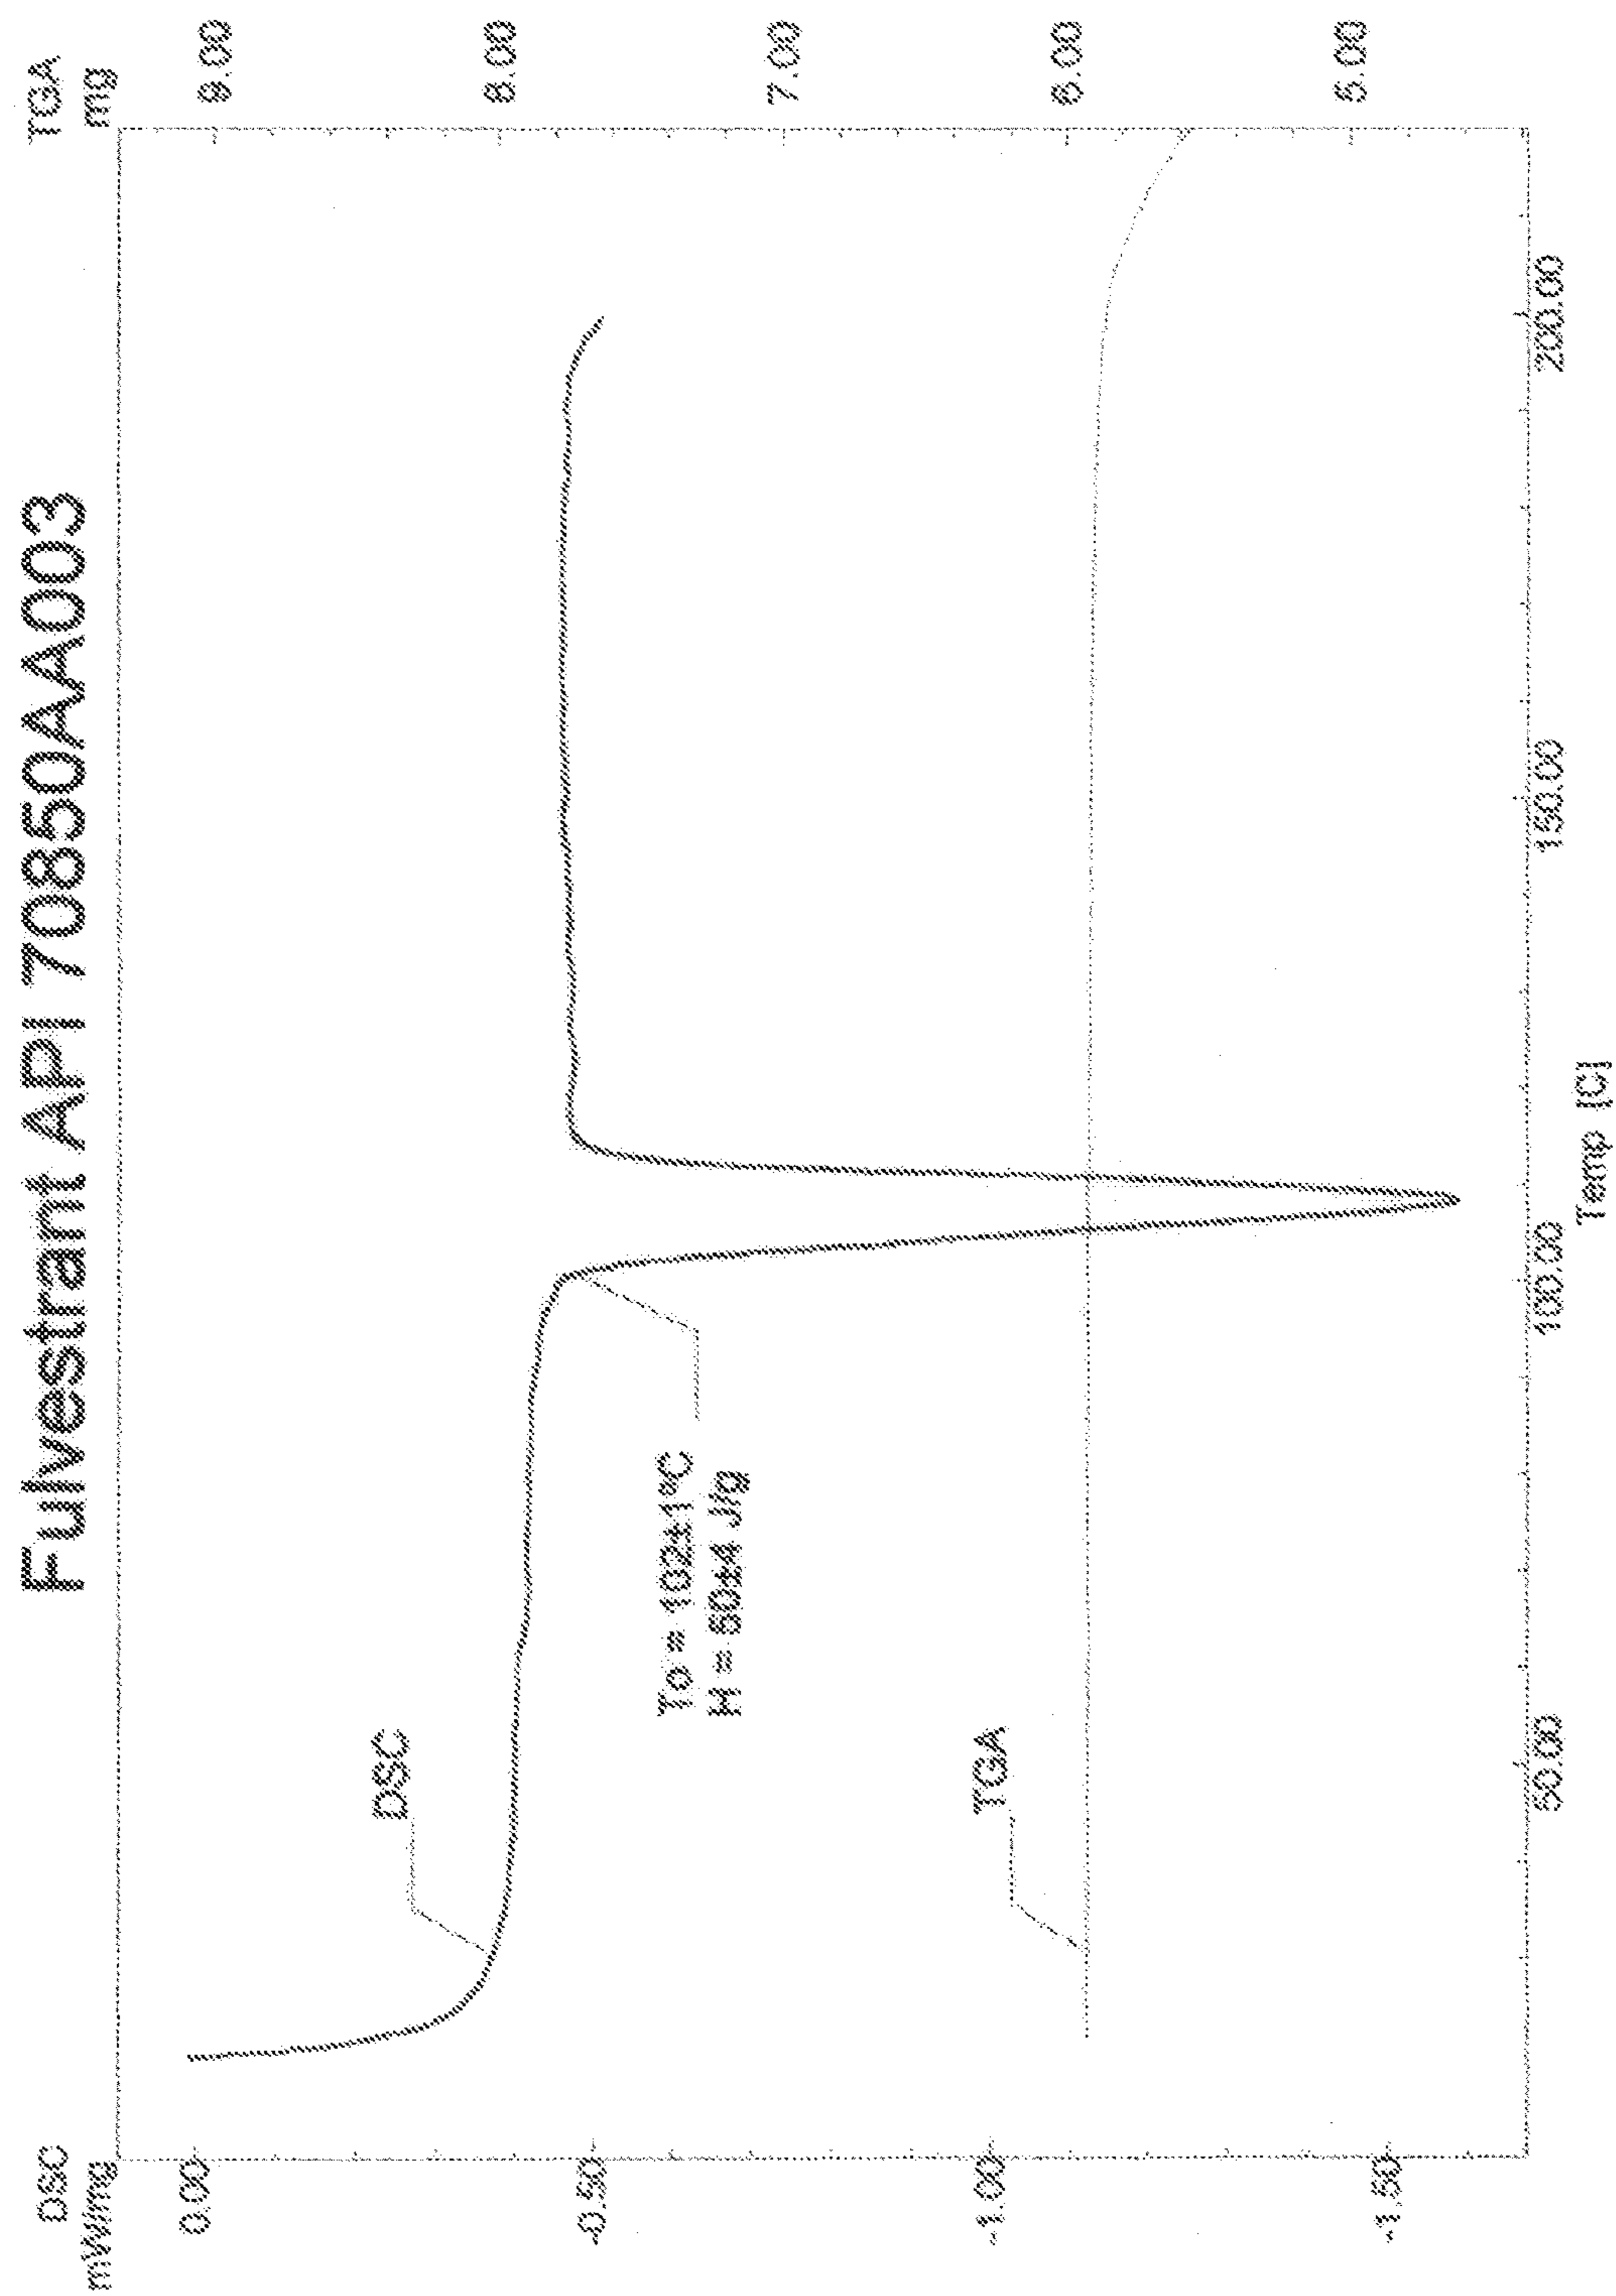 Fulvestrant API 70850AA003
DSC
mW/mg
TGA
mg
0.00
-0.50
-1.00
-1.50
9.00
8.00
7.00
6.00
5.00
DSC
To = 102±1ºC
H = 50±4 J/g
TGA
50.00
100.00
150.00
200.00
Temp [C]